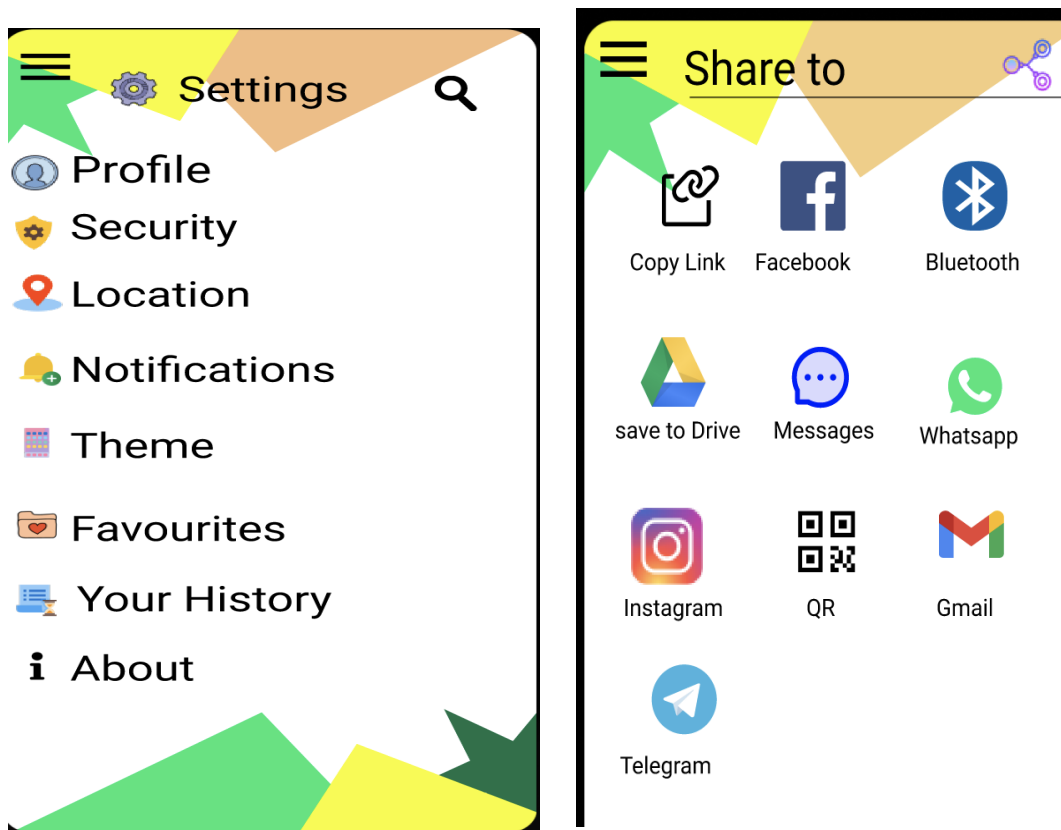 Settings
Profile
Security
Location
Notifications
Theme
Favourites
Your History
About
Share to
Copy Link Facebook Bluetooth
save to Drive Messages Whatsapp
Instagram QR Gmail
Telegram